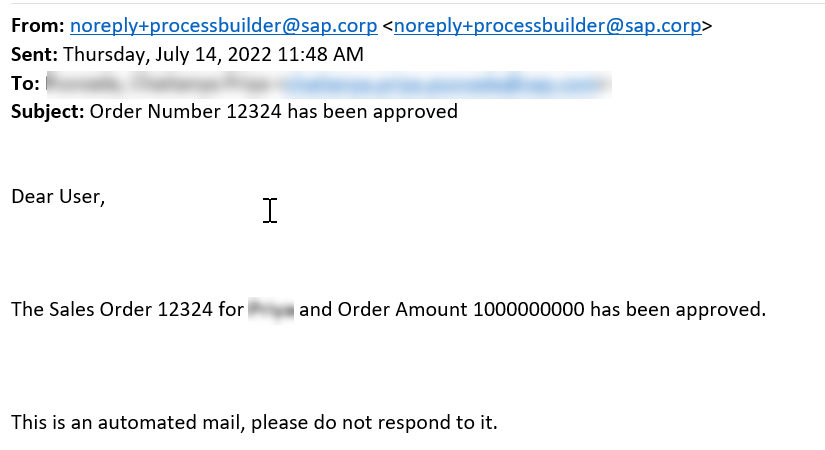 From: noreply+processbuilder@sap.corp <noreply+processbuilder@sap.corp>
Sent: Thursday, July 14, 2022 11:48 AM
To:
Subject: Order Number 12324 has been approved
Dear User,
The Sales Order 12324 for and Order Amount 1000000000 has been approved.
This is an automated mail, please do not respond to it.